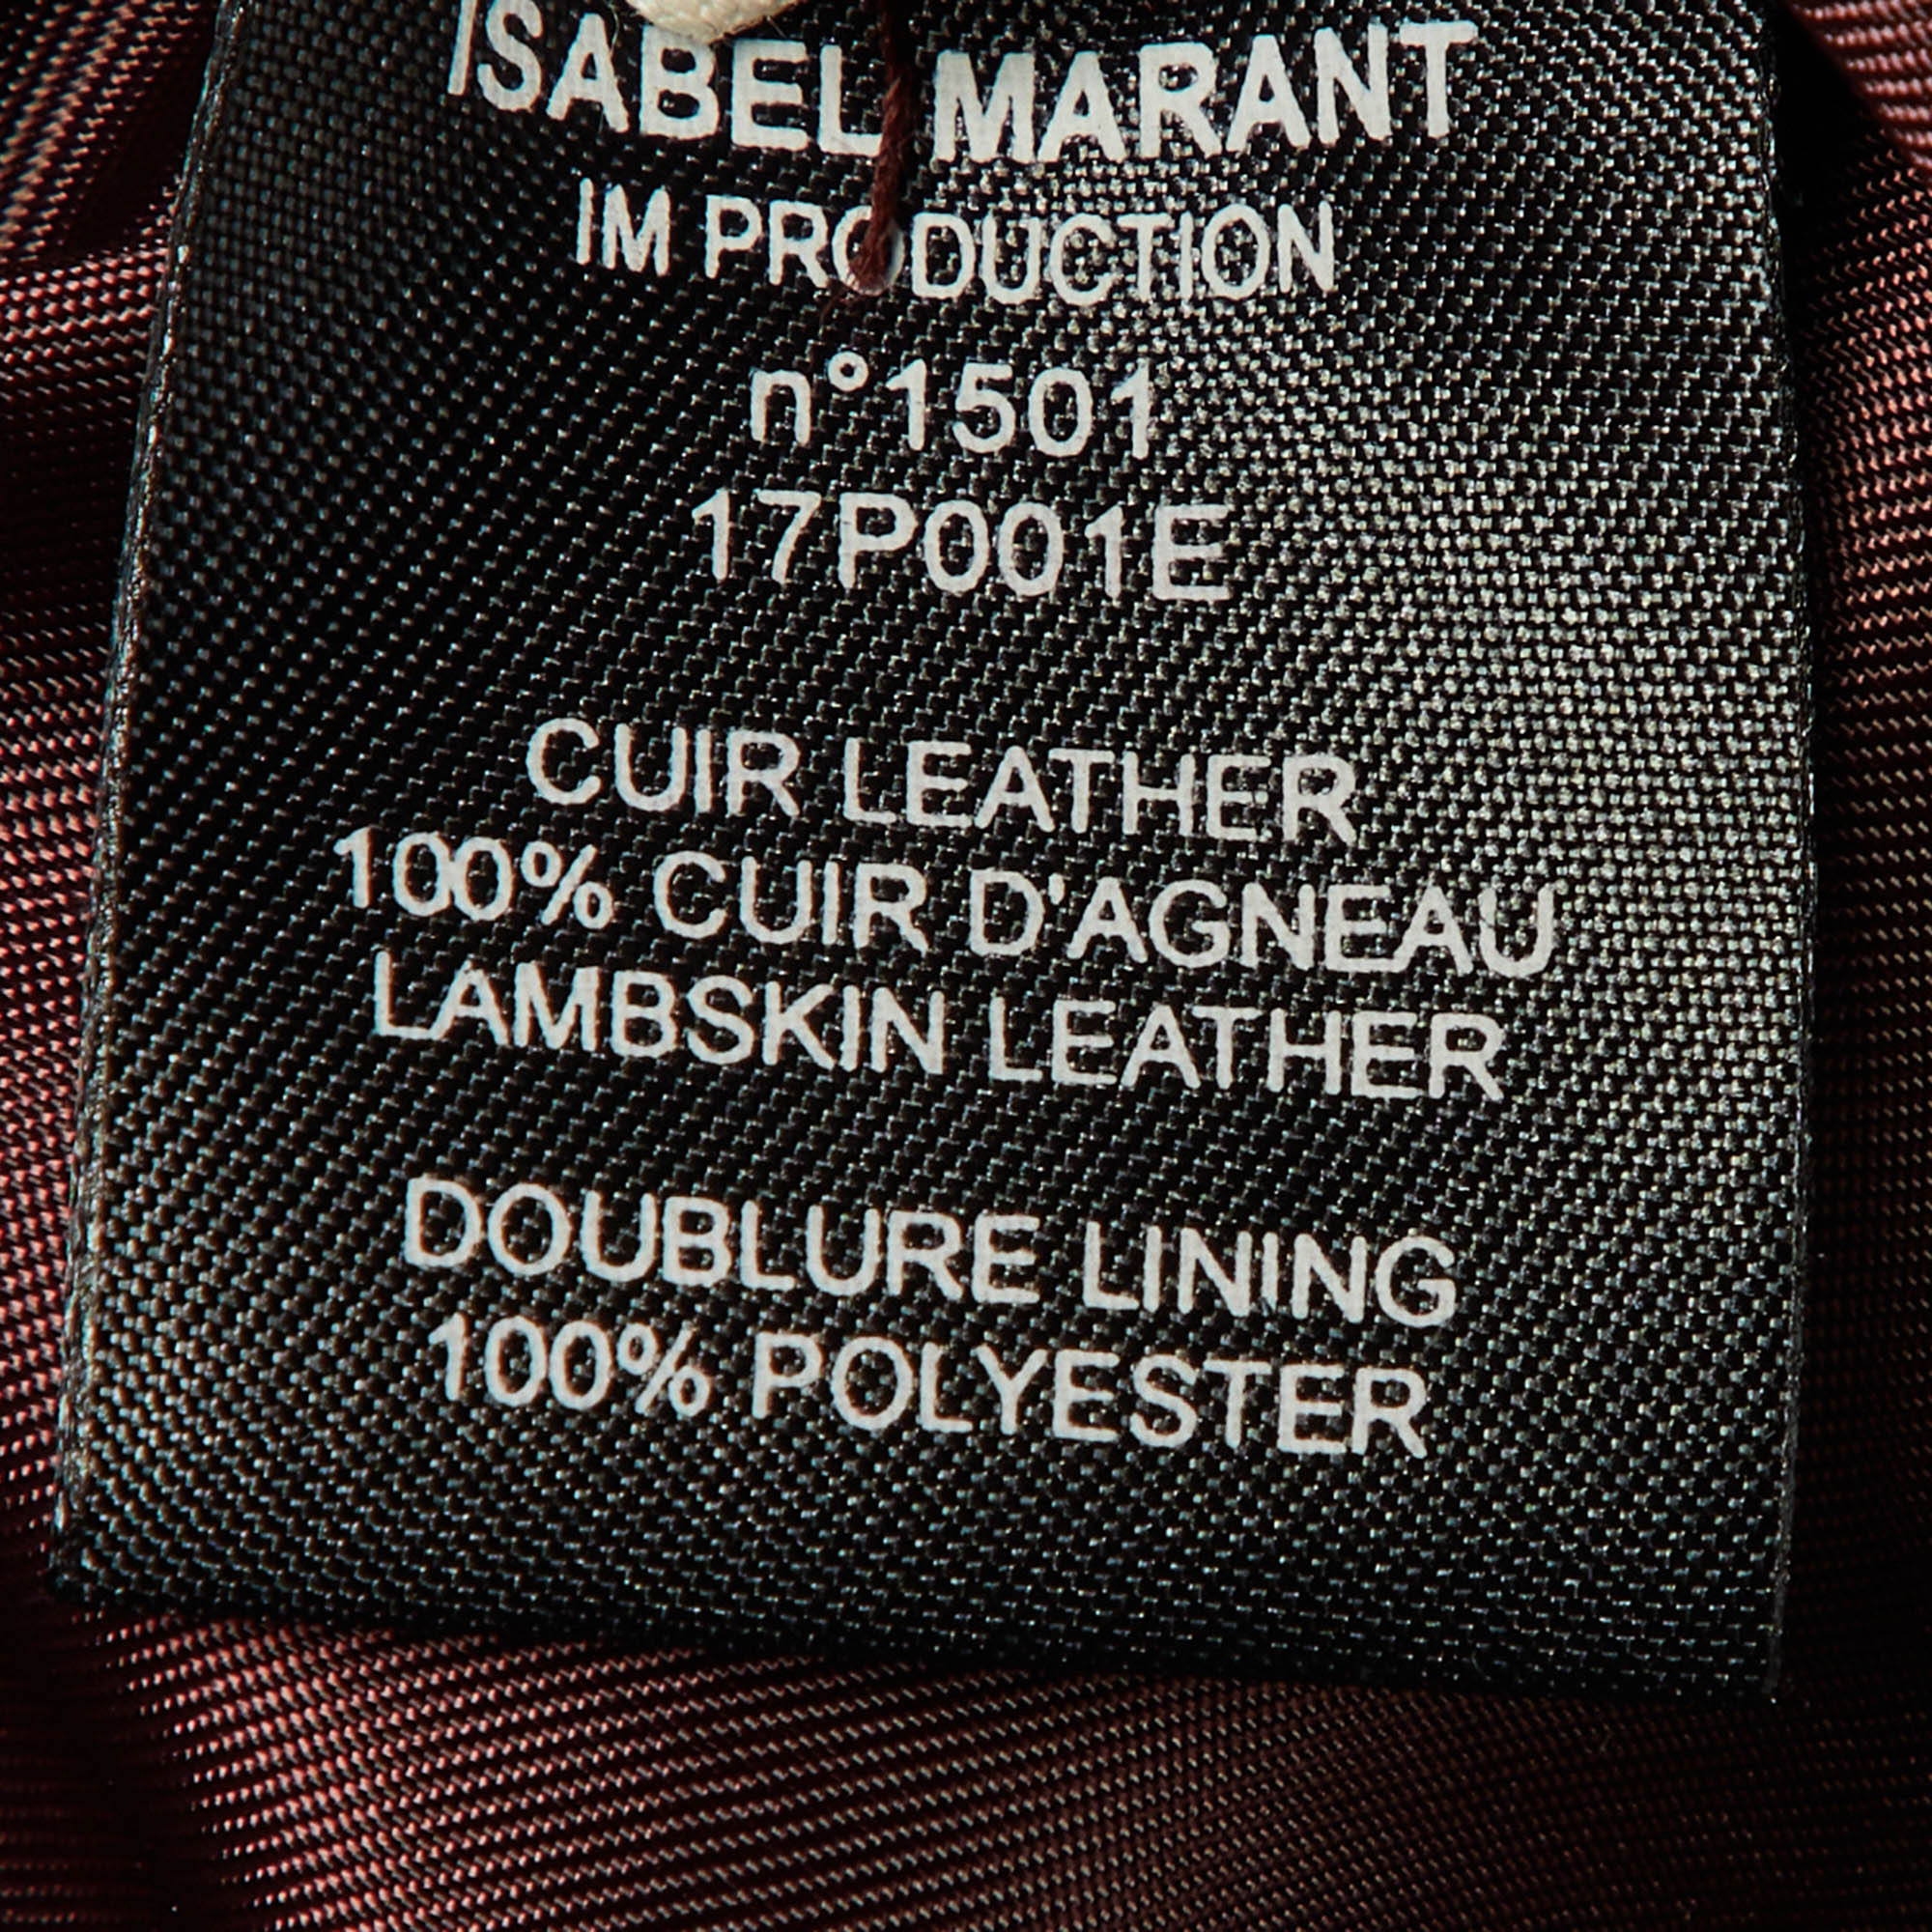 ISABEL MARANT
IM PRODUCTION
n°1501
17P001E
CUIR LEATHER
100% CUIR D'AGNEAU
LAMBSKIN LEATHER
DOUBLURE LINING
100% POLYESTER